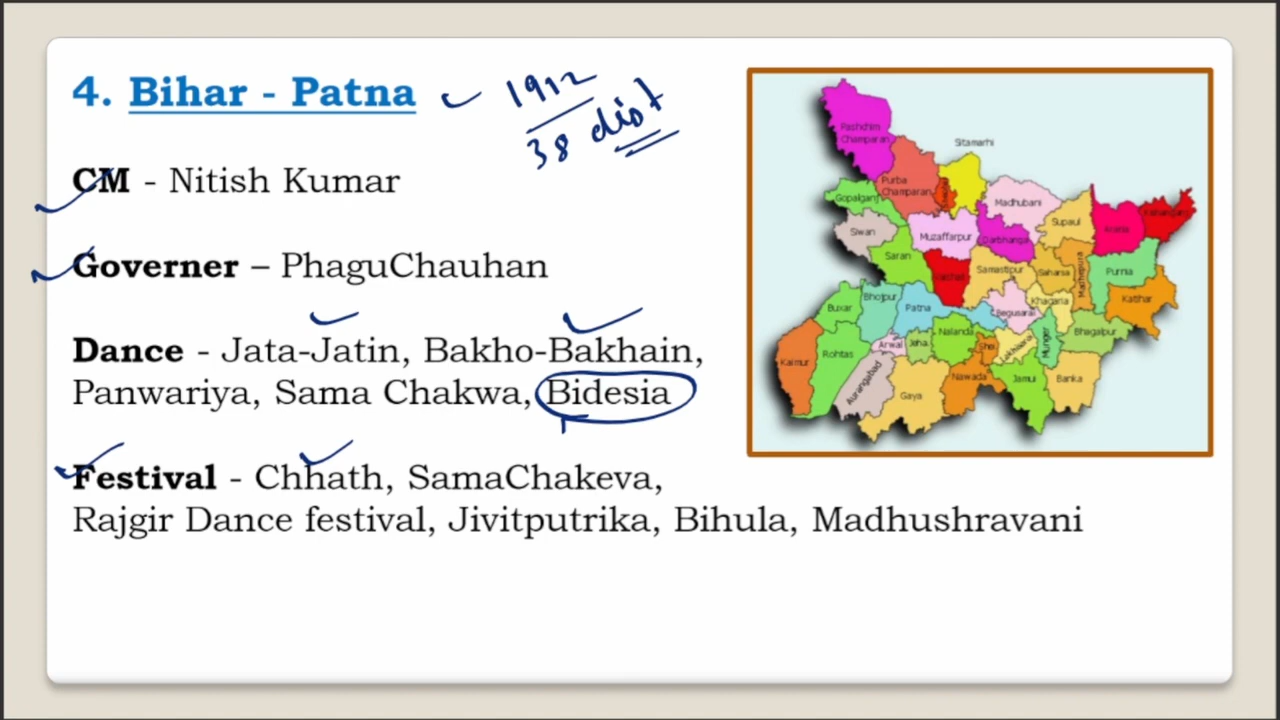 4. Bihar - Patna
1912
38 dist
CM - Nitish Kumar
Governer – PhaguChauhan
Dance - Jata-Jatin, Bakho-Bakhain,
Panwariya, Sama Chakwa, Bidesia
Festival - Chhath, SamaChakeva,
Rajgir Dance festival, Jivitputrika, Bihula, Madhushravani
Pashchim
Champaran
Sitamarhi
Purba
Champaran
Gopalganj
Madhubani
Siwan
Muzaffarpur
Darbhanga
Supaul
Araria
Kishanganj
Saran
Vaishali
Samastipur
Saharsa
Madhepura
Purnia
Buxar
Bhojpur
Patna
Begusarai
Khagaria
Katihar
Kaimur
Rohtas
Arwal
Jeha.
Nalanda
Shei
Lakhisarai
Munger
Bhagalpur
Aurangabad
Gaya
Nawada
Jamui
Banka